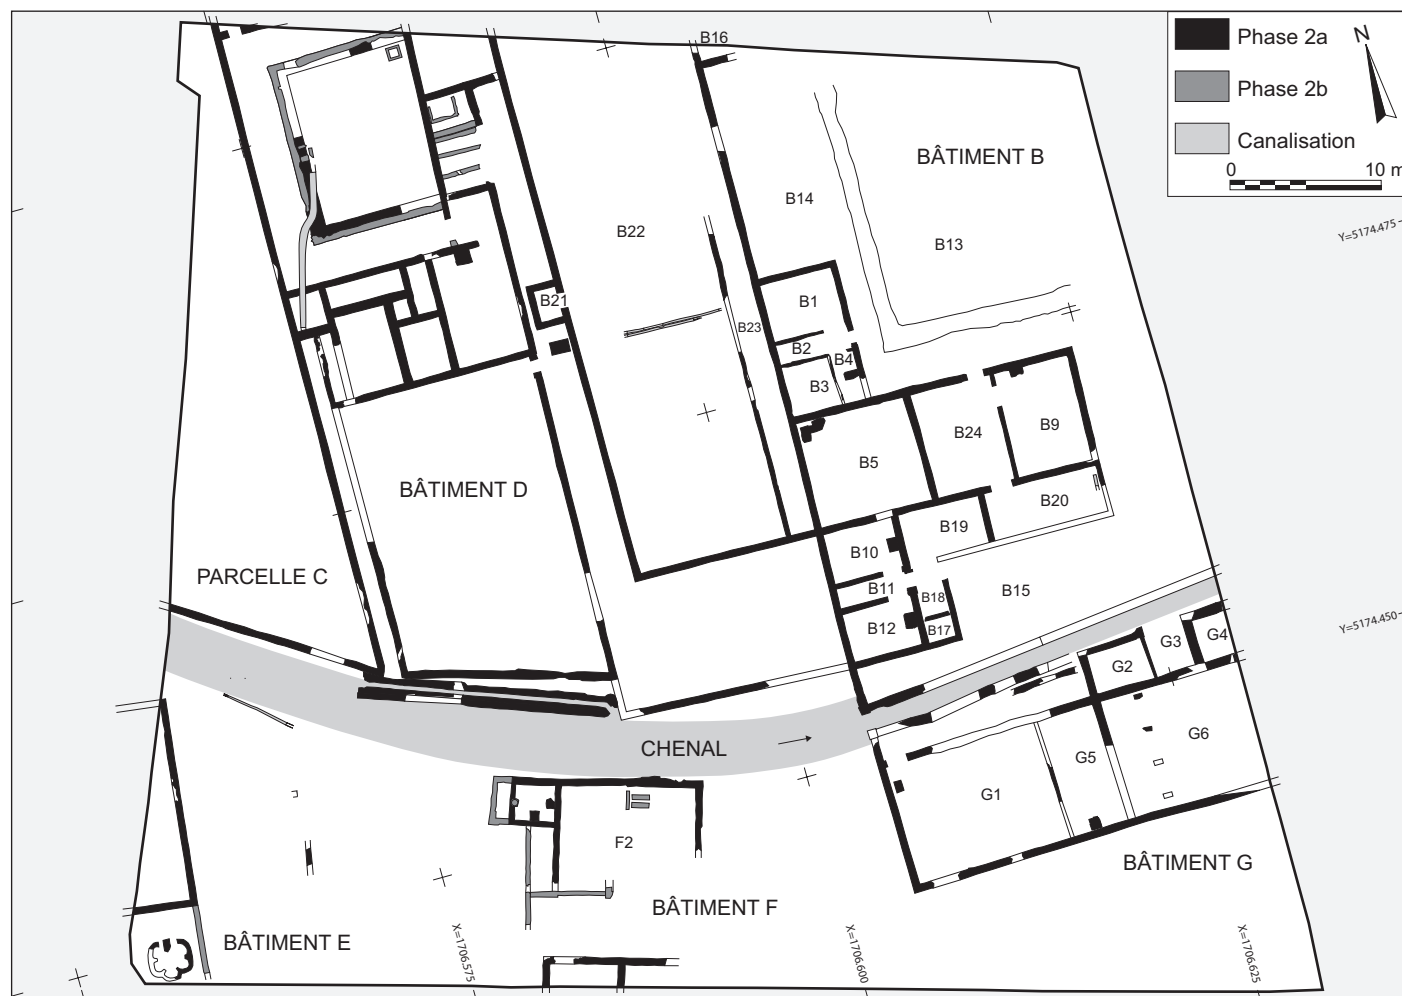 B16
Phase 2a
Phase 2b
Canalisation
N
0 10 m
BÂTIMENT B
B14
B22
B13
Y=5174.475
B21
B1
B23
B2
B4
B3
B24
B9
B5
BÂTIMENT D
B20
B19
B10
PARCELLE C
B11
B18
B15
B12
B17
Y=5174.450
G3
G4
G2
CHENAL
G6
G5
G1
F2
BÂTIMENT G
BÂTIMENT F
BÂTIMENT E
X=1706.575
X=1706.600
X=1706.625